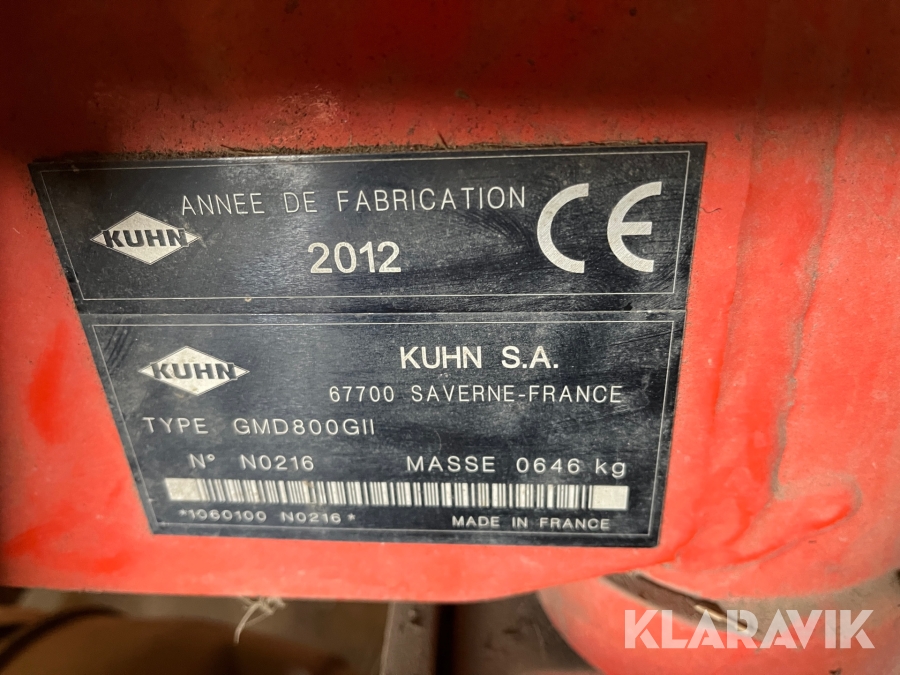 KUHN
ANNEE DE FABRICATION
2012
CE
KUHN
KUHN S.A.
67700 SAVERNE-FRANCE
TYPE GMD800GII
N° N0216 MASSE 0646 kg
*1060100 N0216* MADE IN FRANCE
KLARAVIK